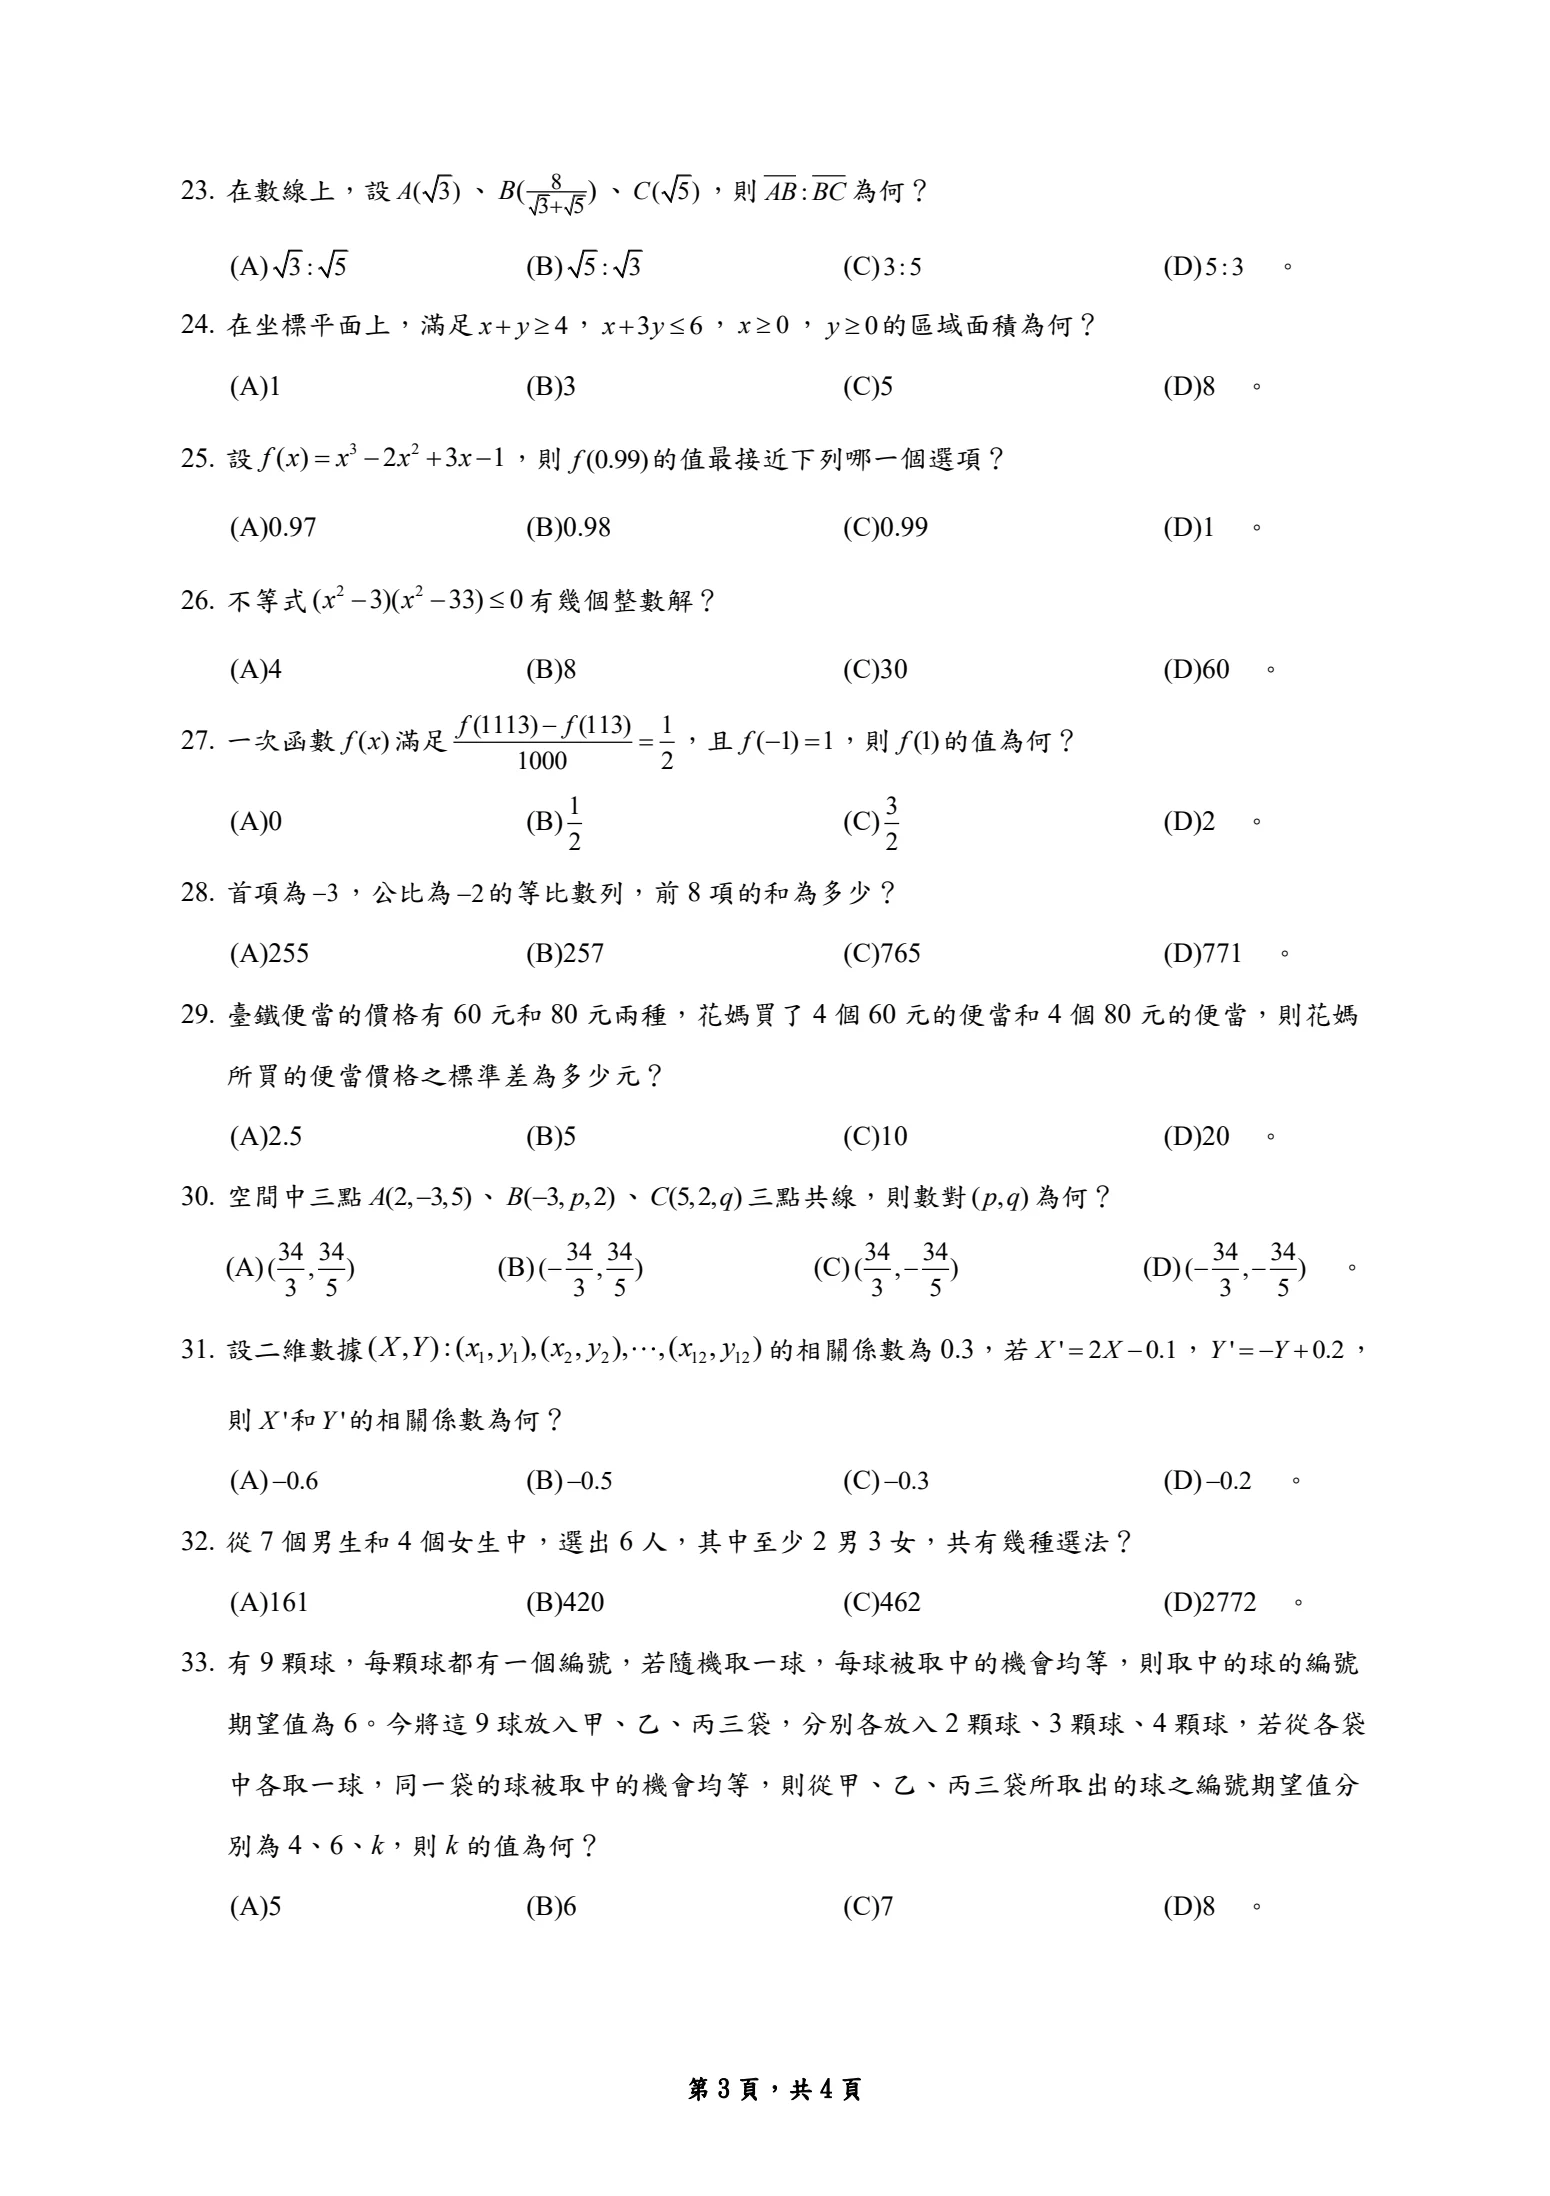 23. 在數線上，設 A(√3)、B(8/(√3+√5))、C(√5)，則 \overline{AB}:\overline{BC} 為何？
(A)√3:√5 (B)√5:√3 (C)3:5 (D)5:3 。
24. 在坐標平面上，滿足 x+y≥4，x+3y≤6，x≥0，y≥0的區域面積為何？
(A)1 (B)3 (C)5 (D)8 。
25. 設 f(x)=x³−2x²+3x−1，則 f(0.99)的值最接近下列哪一個選項？
(A)0.97 (B)0.98 (C)0.99 (D)1 。
26. 不等式(x²−3)(x²−33)≤0有幾個整數解？
(A)4 (B)8 (C)30 (D)60 。
27. 一次函數 f(x)滿足 (f(1113)−f(113))/1000=1/2，且 f(−1)=1，則 f(1)的值為何？
(A)0 (B)1/2 (C)3/2 (D)2 。
28. 首項為−3，公比為−2的等比數列，前 8 項的和為多少？
(A)255 (B)257 (C)765 (D)771 。
29. 臺鐵便當的價格有 60 元和 80 元兩種，花媽買了 4 個 60 元的便當和 4 個 80 元的便當，則花媽
所買的便當價格之標準差為多少元？
(A)2.5 (B)5 (C)10 (D)20 。
30. 空間中三點 A(2,−3,5)、B(−3,p,2)、C(5,2,q)三點共線，則數對(p,q)為何？
(A)(34/3,34/5) (B)(−34/3,34/5) (C)(34/3,−34/5) (D)(−34/3,−34/5) 。
31. 設二維數據(X,Y):(x₁,y₁),(x₂,y₂),⋯,(x₁₂,y₁₂)的相關係數為 0.3，若 X'=2X−0.1，Y'=−Y+0.2，
則 X'和Y'的相關係數為何？
(A)−0.6 (B)−0.5 (C)−0.3 (D)−0.2 。
32. 從 7 個男生和 4 個女生中，選出 6 人，其中至少 2 男 3 女，共有幾種選法？
(A)161 (B)420 (C)462 (D)2772 。
33. 有 9 顆球，每顆球都有一個編號，若隨機取一球，每球被取中的機會均等，則取中的球的編號
期望值為 6。今將這 9 球放入甲、乙、丙三袋，分別各放入 2 顆球、3 顆球、4 顆球，若從各袋
中各取一球，同一袋的球被取中的機會均等，則從甲、乙、丙三袋所取出的球之編號期望值分
別為 4、6、k，則 k 的值為何？
(A)5 (B)6 (C)7 (D)8 。
第 3 頁，共 4 頁